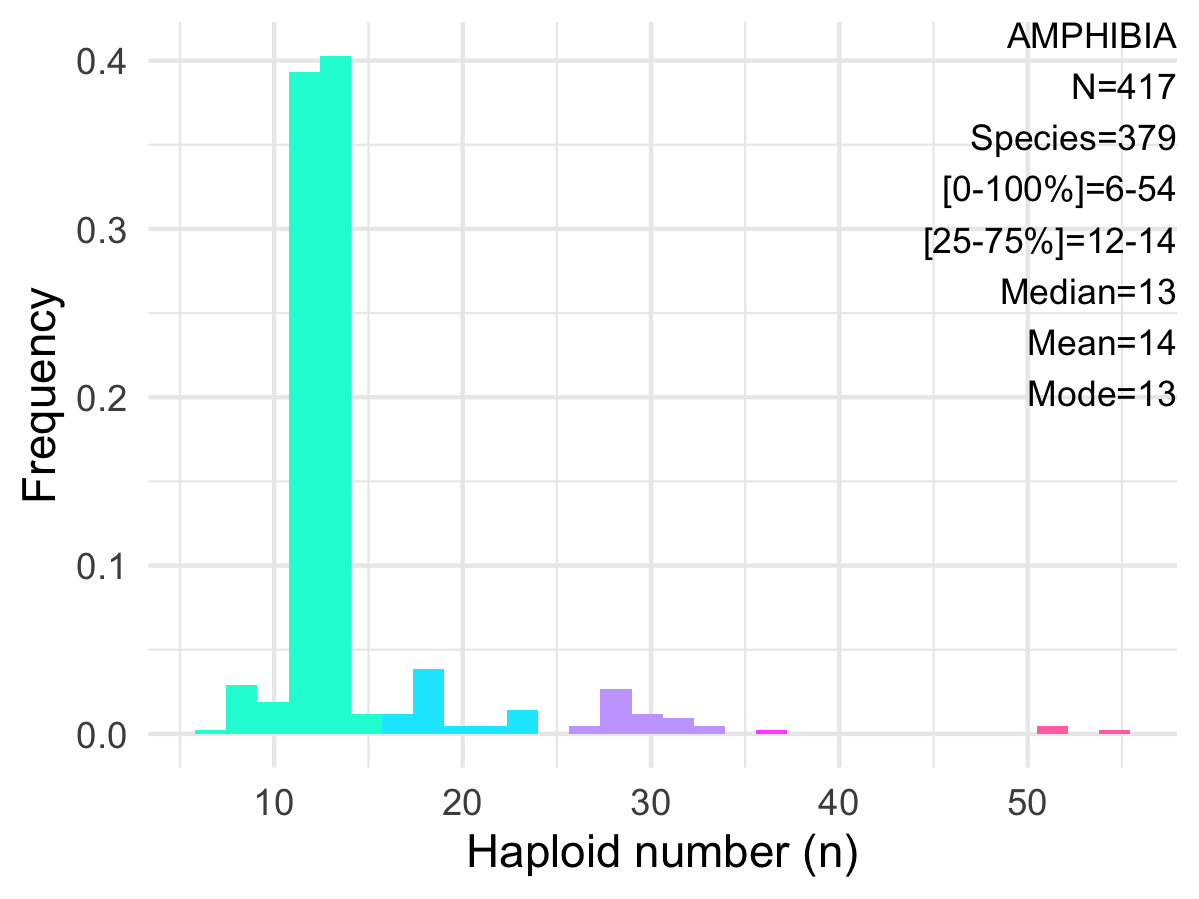 AMPHIBIA
N=417
Species=379
[0-100%]=6-54
[25-75%]=12-14
Median=13
Mean=14
Mode=13
Frequency
0.4
0.3
0.2
0.1
0.0
10 20 30 40 50
Haploid number (n)